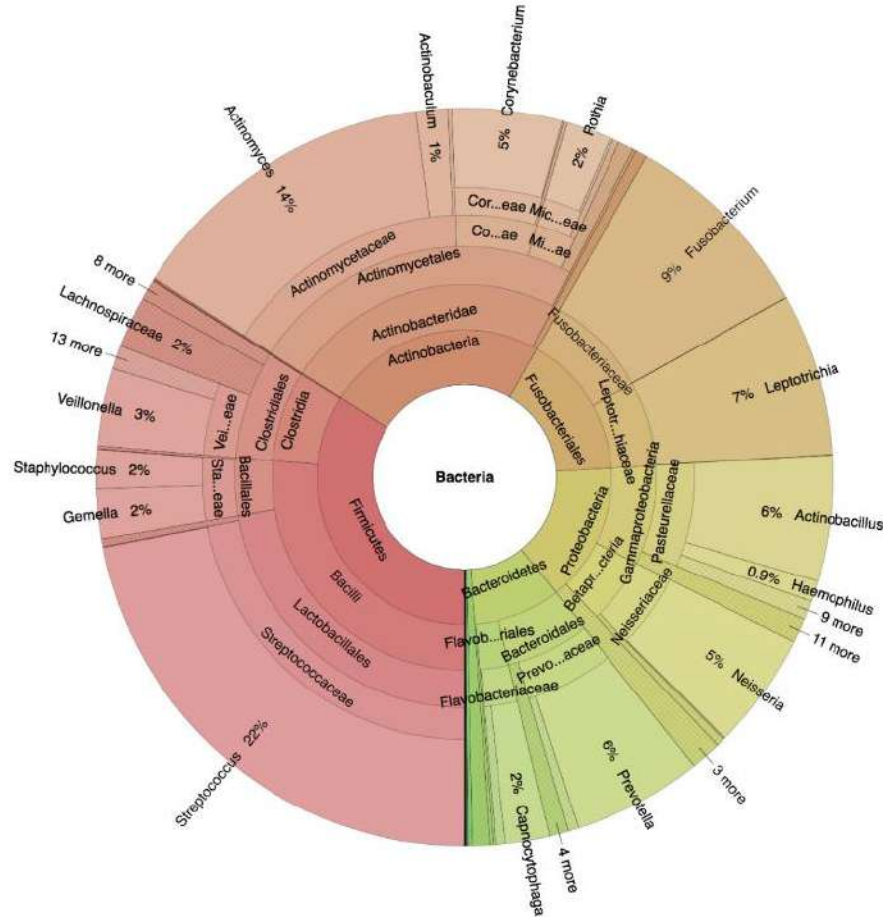 Bacteria
Actinobacteria
Actinobacteridae
Actinomycetales
Actinomycetaceae
Actinomyces 14%
Actinobaculum 1%
Co...ae
Cor...eae
Corynebacterium 5%
Mi...ae
Mic...eae
Rothia 2%
Fusobacteriales
Fusobacteriaceae
9% Fusobacterium
Leptotr...hiaceae
7% Leptotrichia
Proteobacteria
Gammaproteobacteria
Pasteurellaceae
6% Actinobacillus
0.9% Haemophilus
9 more
11 more
Betapr...cteria
Neisseriaceae
5% Neisseria
3 more
Bacteroidetes
Bacteroidales
Prevo...aceae
6% Prevotella
4 more
Flavob...riales
Flavobacteriaceae
2% Capnocytophaga
Firmicutes
Bacilli
Lactobacillales
Streptococcaceae
Streptococcus 22%
Bacillales
Sta...eae
Gemella 2%
Staphylococcus 2%
Clostridia
Clostridiales
Vei...eae
Veillonella 3%
13 more
Lachnospiraceae 2%
8 more